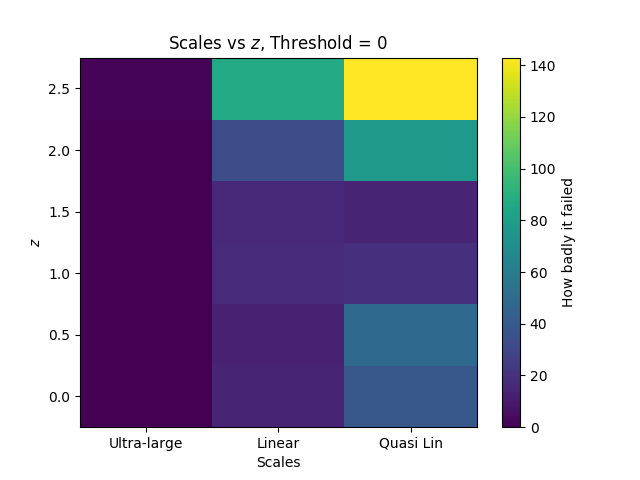 Scales vs z, Threshold = 0
2.5
2.0
1.5
1.0
0.5
0.0
z
Ultra-large Linear Quasi Lin
Scales
140
120
100
80
60
40
20
0
How badly it failed